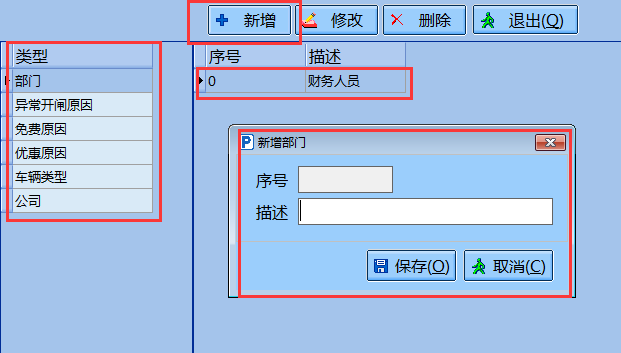 新增 修改 删除 退出(Q)
类型
部门
异常开闸原因
免费原因
优惠原因
车辆类型
公司
序号 描述
0 财务人员
P 新增部门
序号
描述
保存(O) 取消(C)